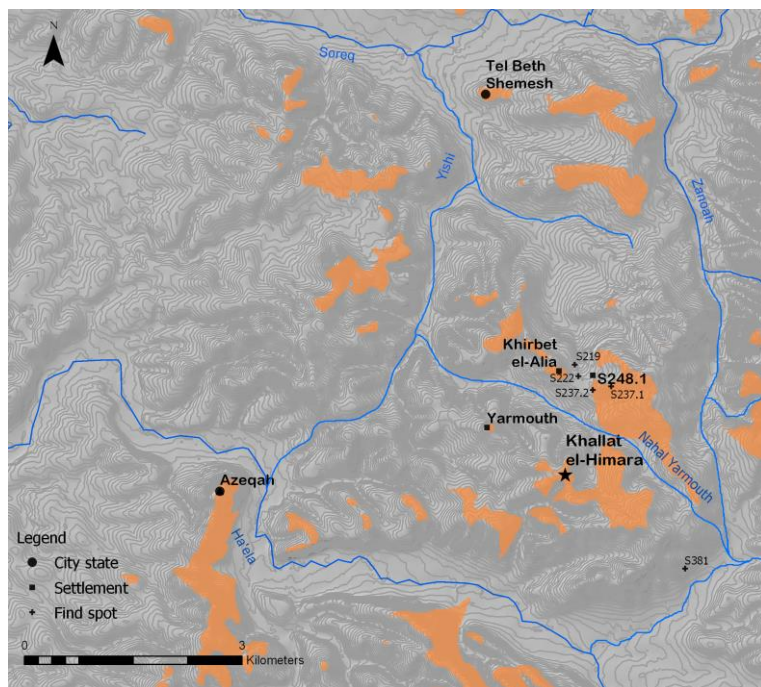 N
Soreq
Tel Beth
Shemesh
Yishi
Zanoah
Khirbet
el-Alia
S219
S222
S248.1
S237.2
S237.1
Yarmouth
Khallat
el-Himara
Nahal Yarmouth
Azeqah
Ha'ela
S381
Legend
City state
Settlement
Find spot
0
3
Kilometers